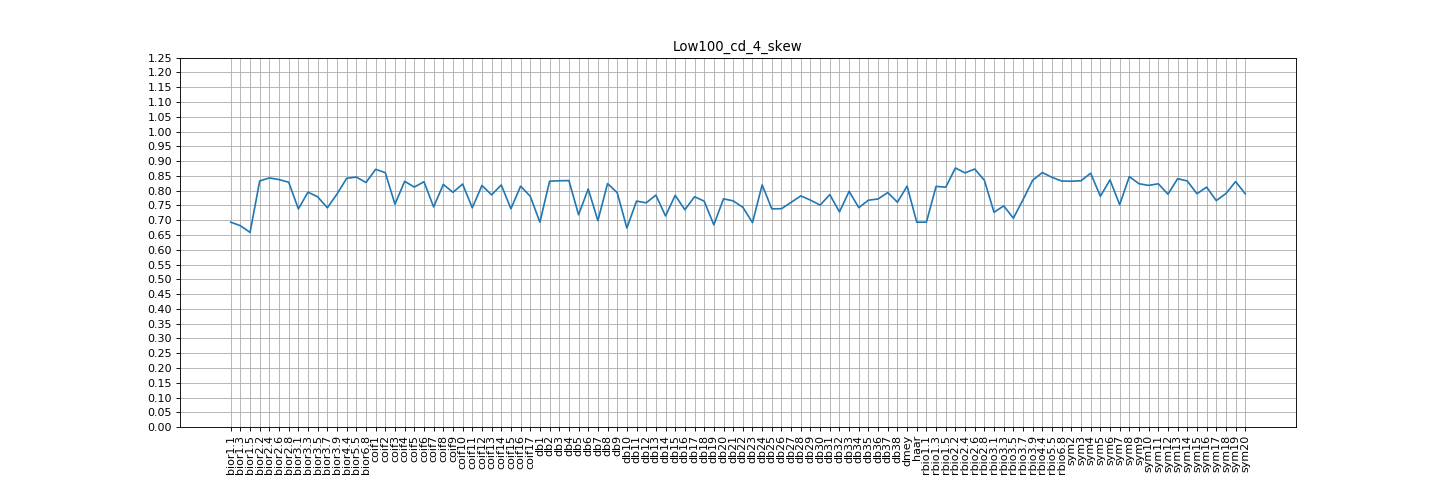 Low100_cd_4_skew
1.25
1.20
1.15
1.10
1.05
1.00
0.95
0.90
0.85
0.80
0.75
0.70
0.65
0.60
0.55
0.50
0.45
0.40
0.35
0.30
0.25
0.20
0.15
0.10
0.05
0.00
bior1.1
bior1.3
bior1.5
bior2.2
bior2.4
bior2.6
bior2.8
bior3.1
bior3.3
bior3.5
bior3.7
bior3.9
bior4.4
bior5.5
bior6.8
coif1
coif2
coif3
coif4
coif5
coif6
coif7
coif8
coif9
coif10
coif11
coif12
coif13
coif14
coif15
coif16
coif17
db1
db2
db3
db4
db5
db6
db7
db8
db9
db10
db11
db12
db13
db14
db15
db16
db17
db18
db19
db20
db21
db22
db23
db24
db25
db26
db27
db28
db29
db30
db31
db32
db33
db34
db35
db36
db37
db38
dmey
haar
rbio1.1
rbio1.3
rbio1.5
rbio2.2
rbio2.4
rbio2.6
rbio2.8
rbio3.1
rbio3.3
rbio3.5
rbio3.7
rbio3.9
rbio4.4
rbio5.5
rbio6.8
sym2
sym3
sym4
sym5
sym6
sym7
sym8
sym9
sym10
sym11
sym12
sym13
sym14
sym15
sym16
sym17
sym18
sym19
sym20